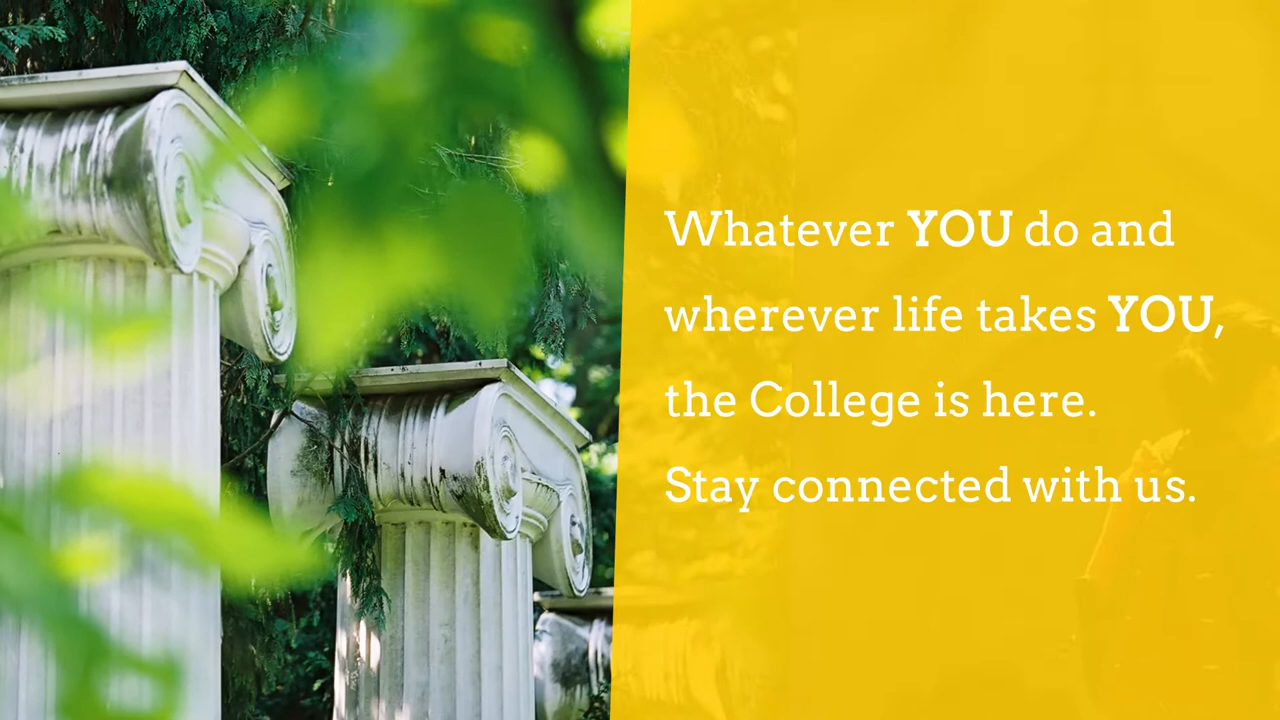 Whatever YOU do and
wherever life takes YOU,
the College is here.
Stay connected with us.